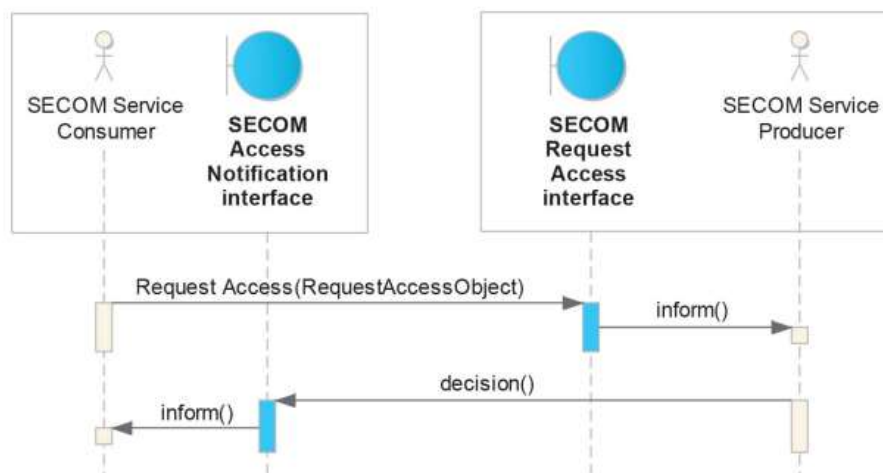 SECOM Service
Consumer
SECOM
Access
Notification
interface
SECOM
Request
Access
interface
SECOM Service
Producer
Request Access(RequestAccessObject)
inform()
decision()
inform()